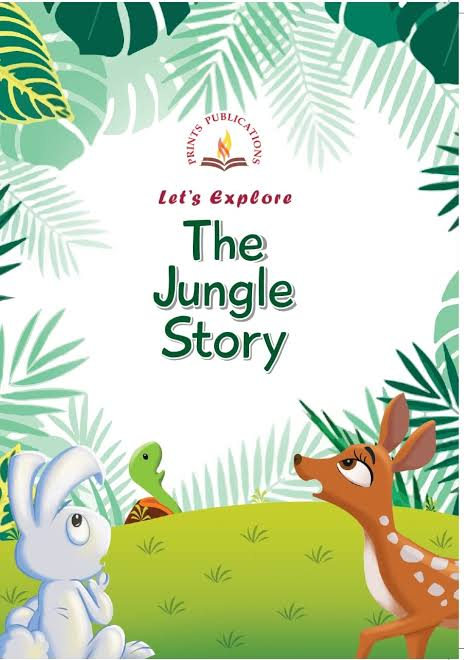 PRINTS PUBLICATIONS
Let's Explore
The
Jungle
Story